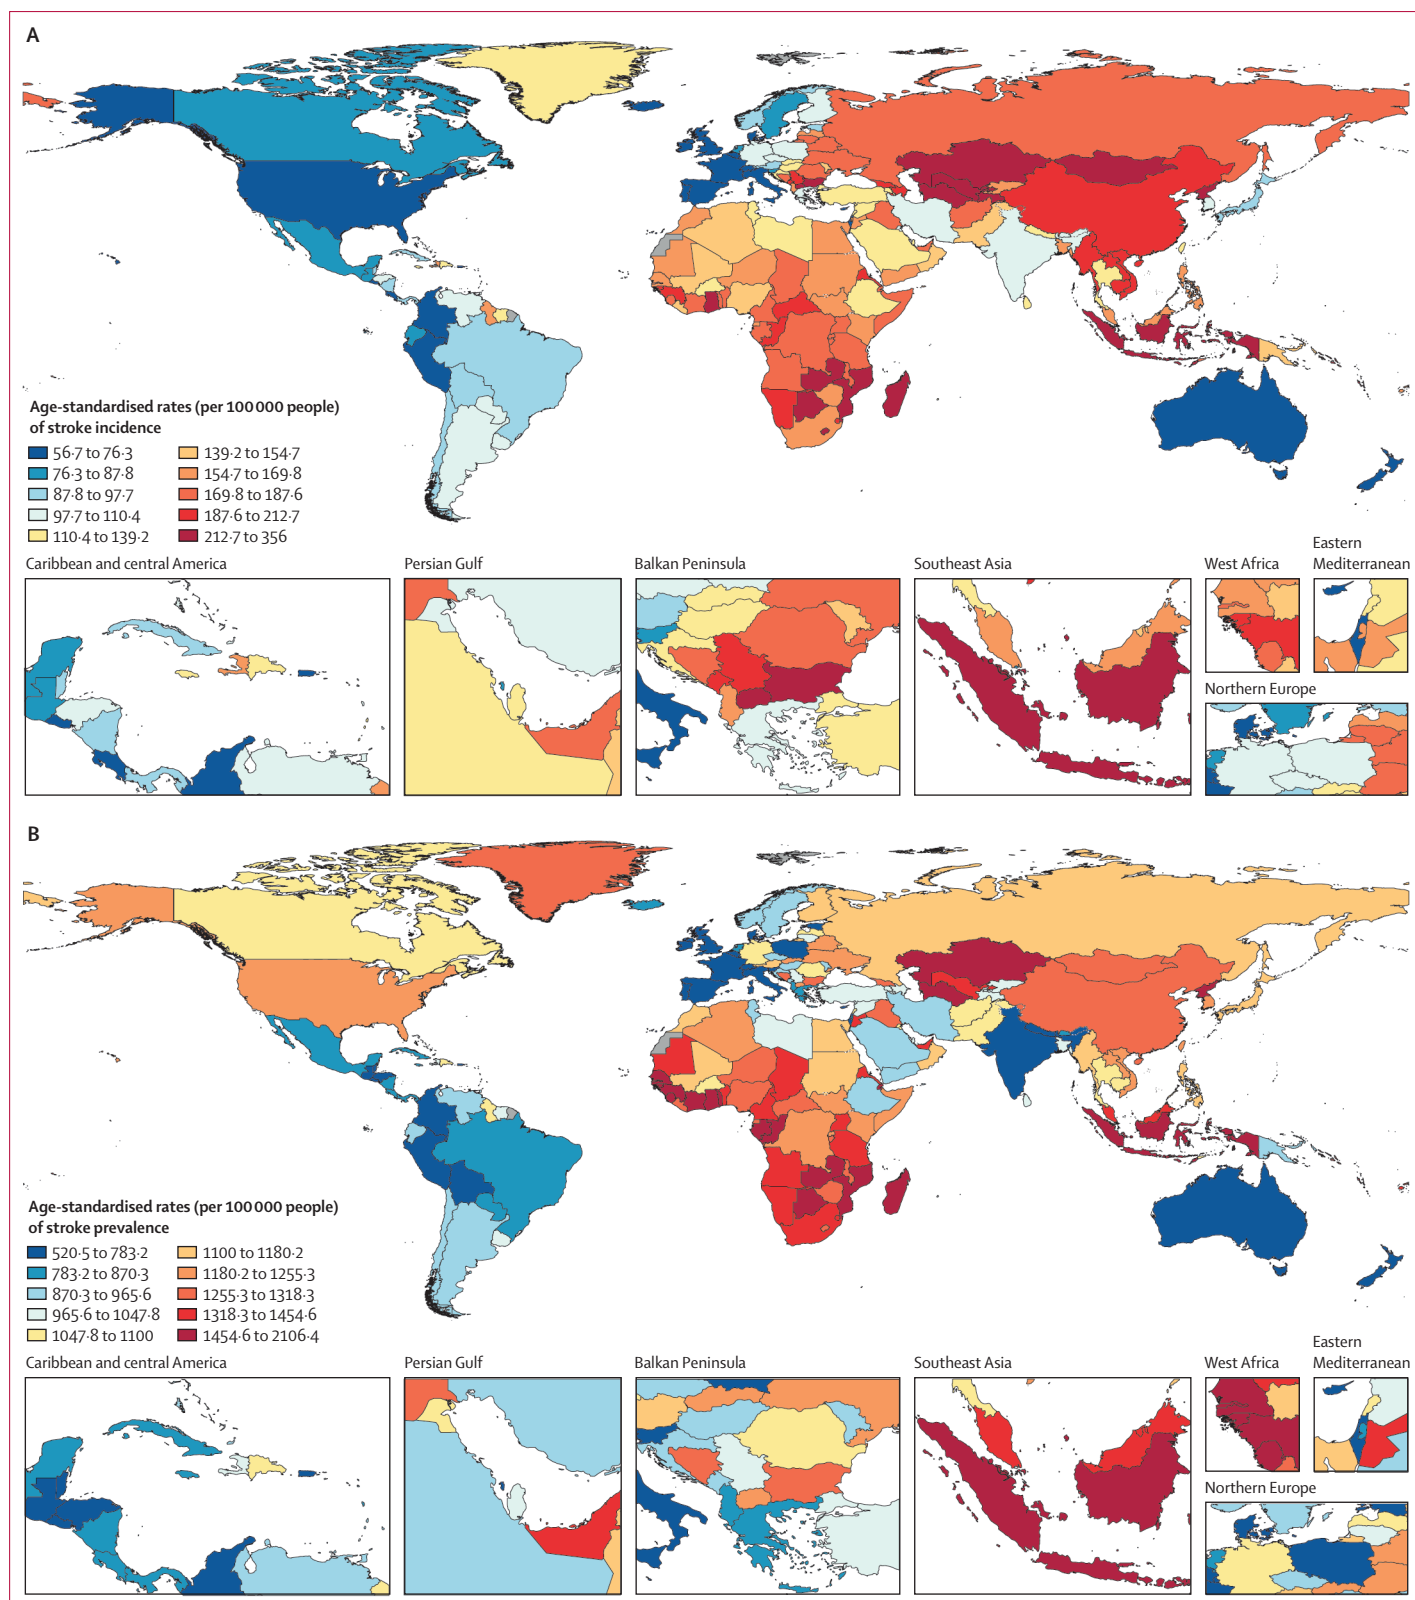 A
Age-standardised rates (per 100 000 people)
of stroke incidence
56·7 to 76·3
76·3 to 87·8
87·8 to 97·7
97·7 to 110·4
110·4 to 139·2
139·2 to 154·7
154·7 to 169·8
169·8 to 187·6
187·6 to 212·7
212·7 to 356
Caribbean and central America
Persian Gulf
Balkan Peninsula
Southeast Asia
West Africa
Eastern
Mediterranean
Northern Europe
B
Age-standardised rates (per 100 000 people)
of stroke prevalence
520·5 to 783·2
783·2 to 870·3
870·3 to 965·6
965·6 to 1047·8
1047·8 to 1100
1100 to 1180·2
1180·2 to 1255·3
1255·3 to 1318·3
1318·3 to 1454·6
1454·6 to 2106·4
Caribbean and central America
Persian Gulf
Balkan Peninsula
Southeast Asia
West Africa
Eastern
Mediterranean
Northern Europe